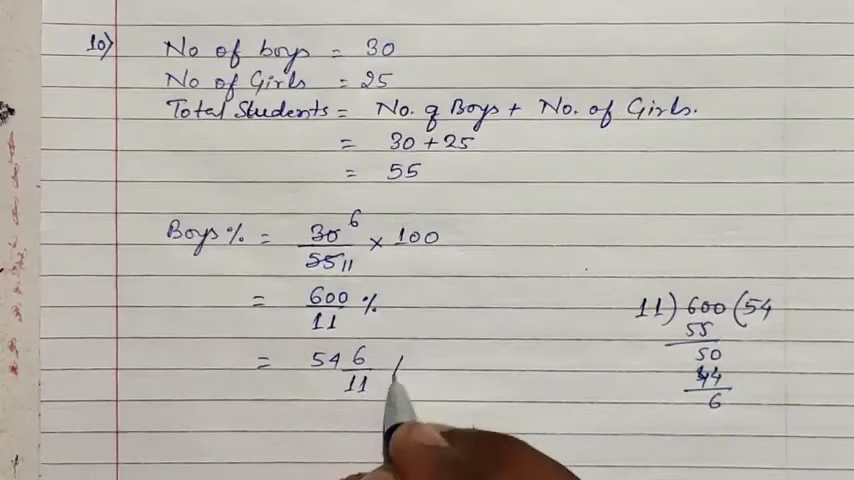 10) No of boys = 30
No of Girls = 25
Total Students = No. of Boys + No. of Girls.
= 30 + 25
= 55
Boys % = 30 6 / 55 11 × 100
= 600 / 11 %
= 54 6/11
11) 600 (54
55
50
44
6